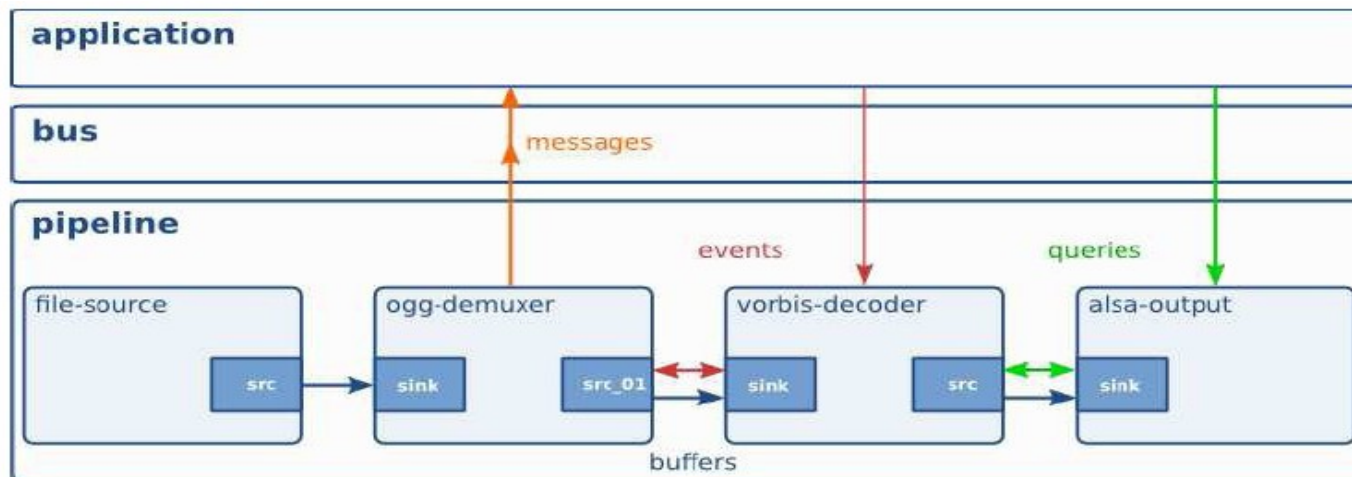 application
bus
messages
pipeline
events
queries
file-source
ogg-demuxer
vorbis-decoder
alsa-output
src
sink
src_01
sink
src
sink
buffers